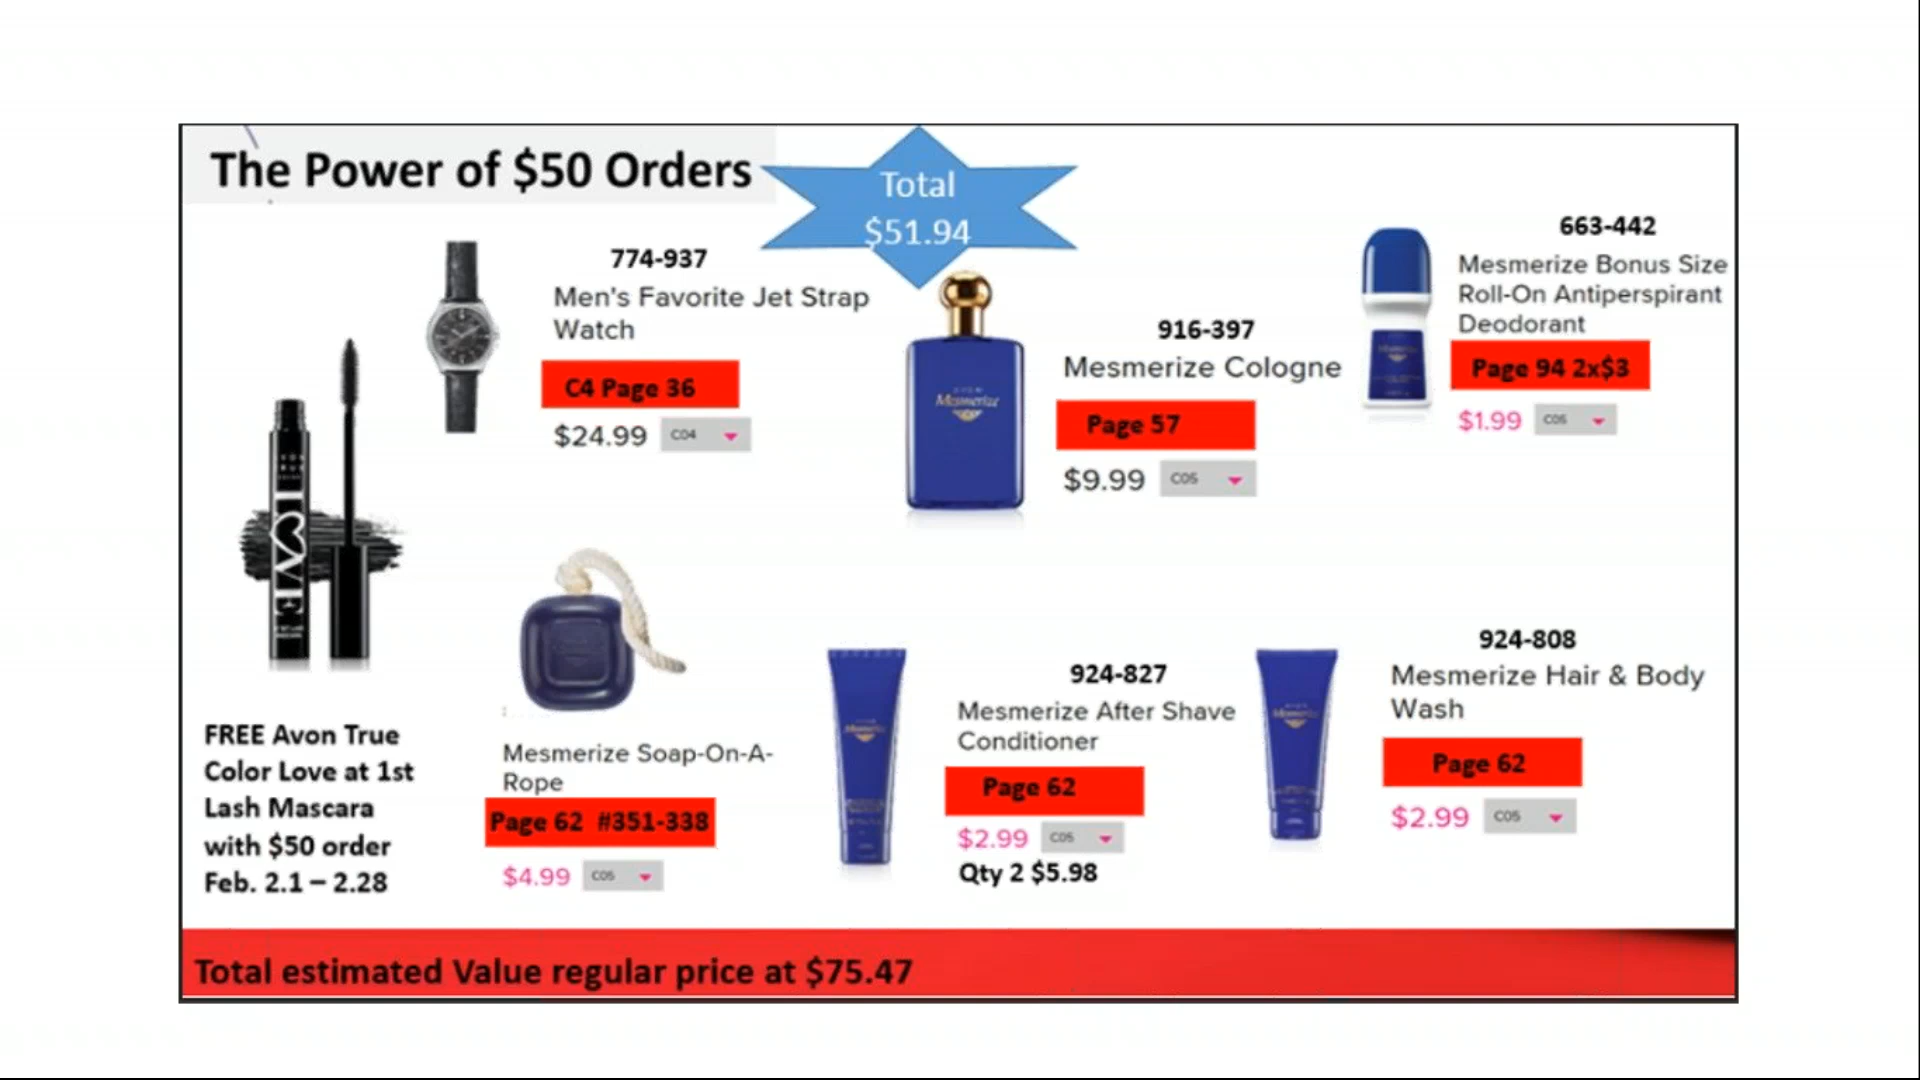 The Power of $50 Orders
Total
$51.94
774-937
Men's Favorite Jet Strap
Watch
C4 Page 36
$24.99 C04
916-397
Mesmerize Cologne
Page 57
$9.99 C05
663-442
Mesmerize Bonus Size
Roll-On Antiperspirant
Deodorant
Page 94 2x$3
$1.99 C05
Mesmerize
LOVE
FREE Avon True
Color Love at 1st
Lash Mascara
with $50 order
Feb. 2.1 – 2.28
Mesmerize Soap-On-A-
Rope
Page 62 #351-338
$4.99 C05
924-827
Mesmerize After Shave
Conditioner
Page 62
$2.99 C05
Qty 2 $5.98
924-808
Mesmerize Hair & Body
Wash
Page 62
$2.99 C05
Total estimated Value regular price at $75.47